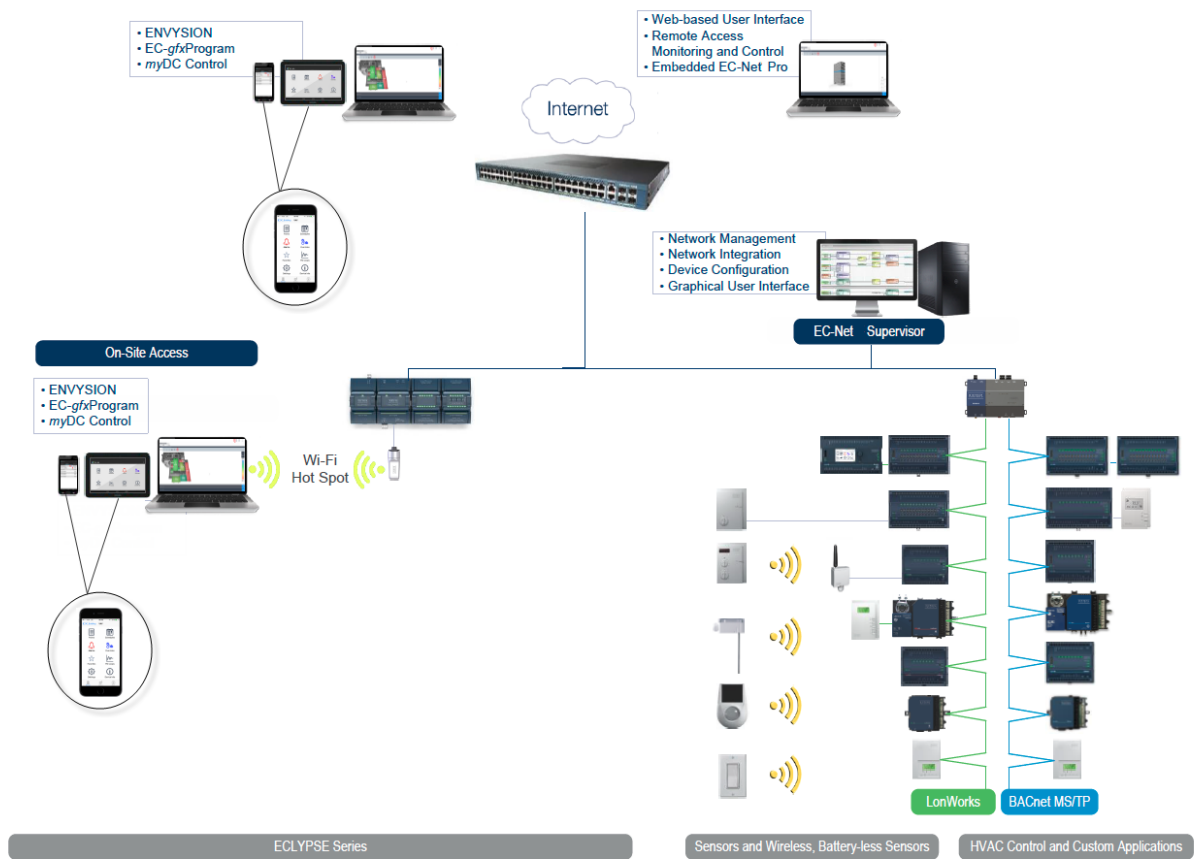 • ENVYSION
• EC-gfxProgram
• myDC Control
• Web-based User Interface
• Remote Access
Monitoring and Control
• Embedded EC-Net Pro
Internet
• Network Management
• Network Integration
• Device Configuration
• Graphical User Interface
EC-Net Supervisor
On-Site Access
• ENVYSION
• EC-gfxProgram
• myDC Control
Wi-Fi
Hot Spot
LonWorks
BACnet MS/TP
ECLYPSE Series
Sensors and Wireless, Battery-less Sensors
HVAC Control and Custom Applications